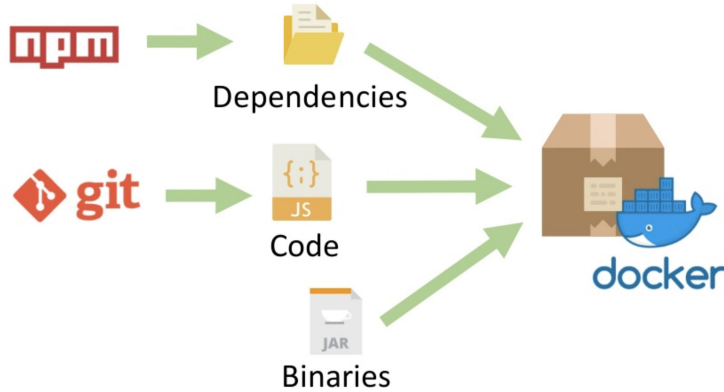 npm
Dependencies
git
{;}
JS
Code
docker
JAR
Binaries